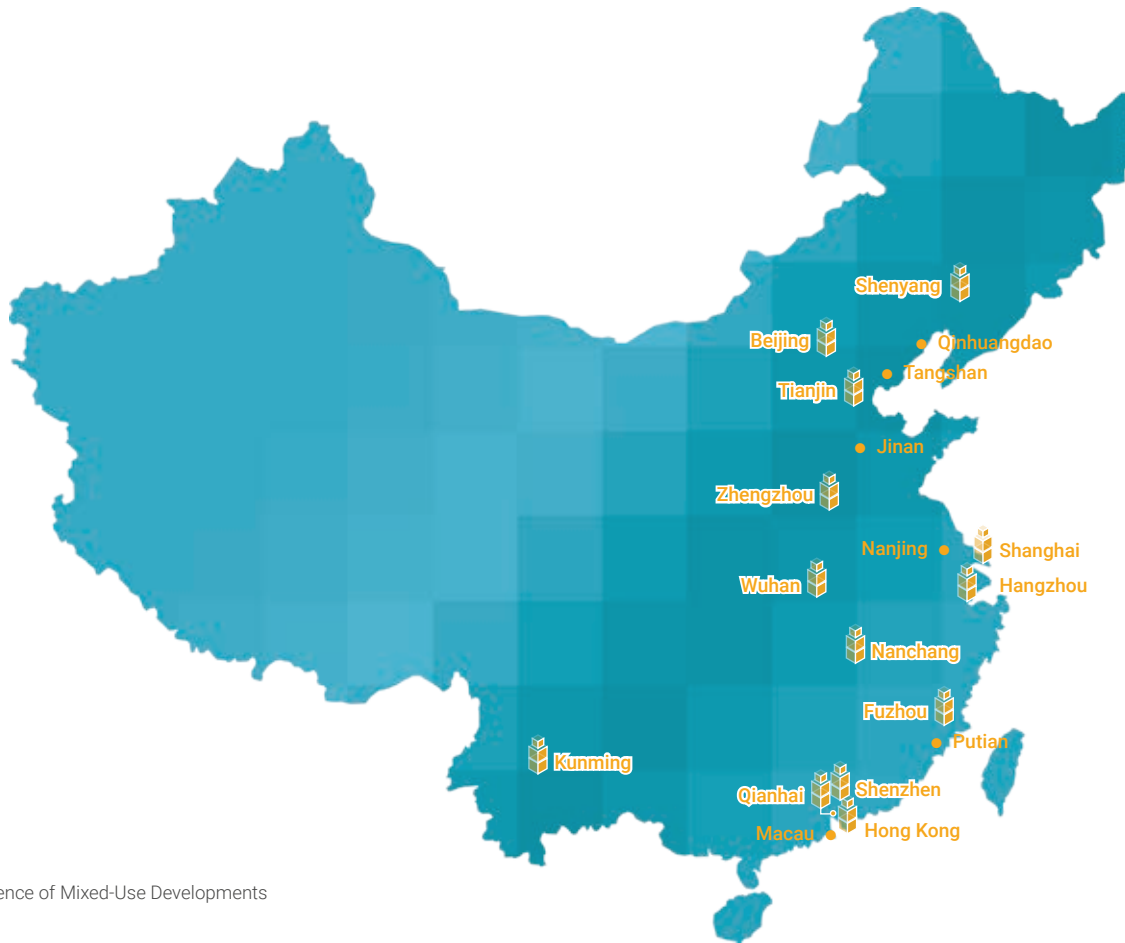 Shenyang
Beijing
Qinhuangdao
Tangshan
Tianjin
Jinan
Zhengzhou
Nanjing
Shanghai
Wuhan
Hangzhou
Nanchang
Fuzhou
Putian
Kunming
Qianhai
Shenzhen
Macau
Hong Kong
of Mixed-Use Developments